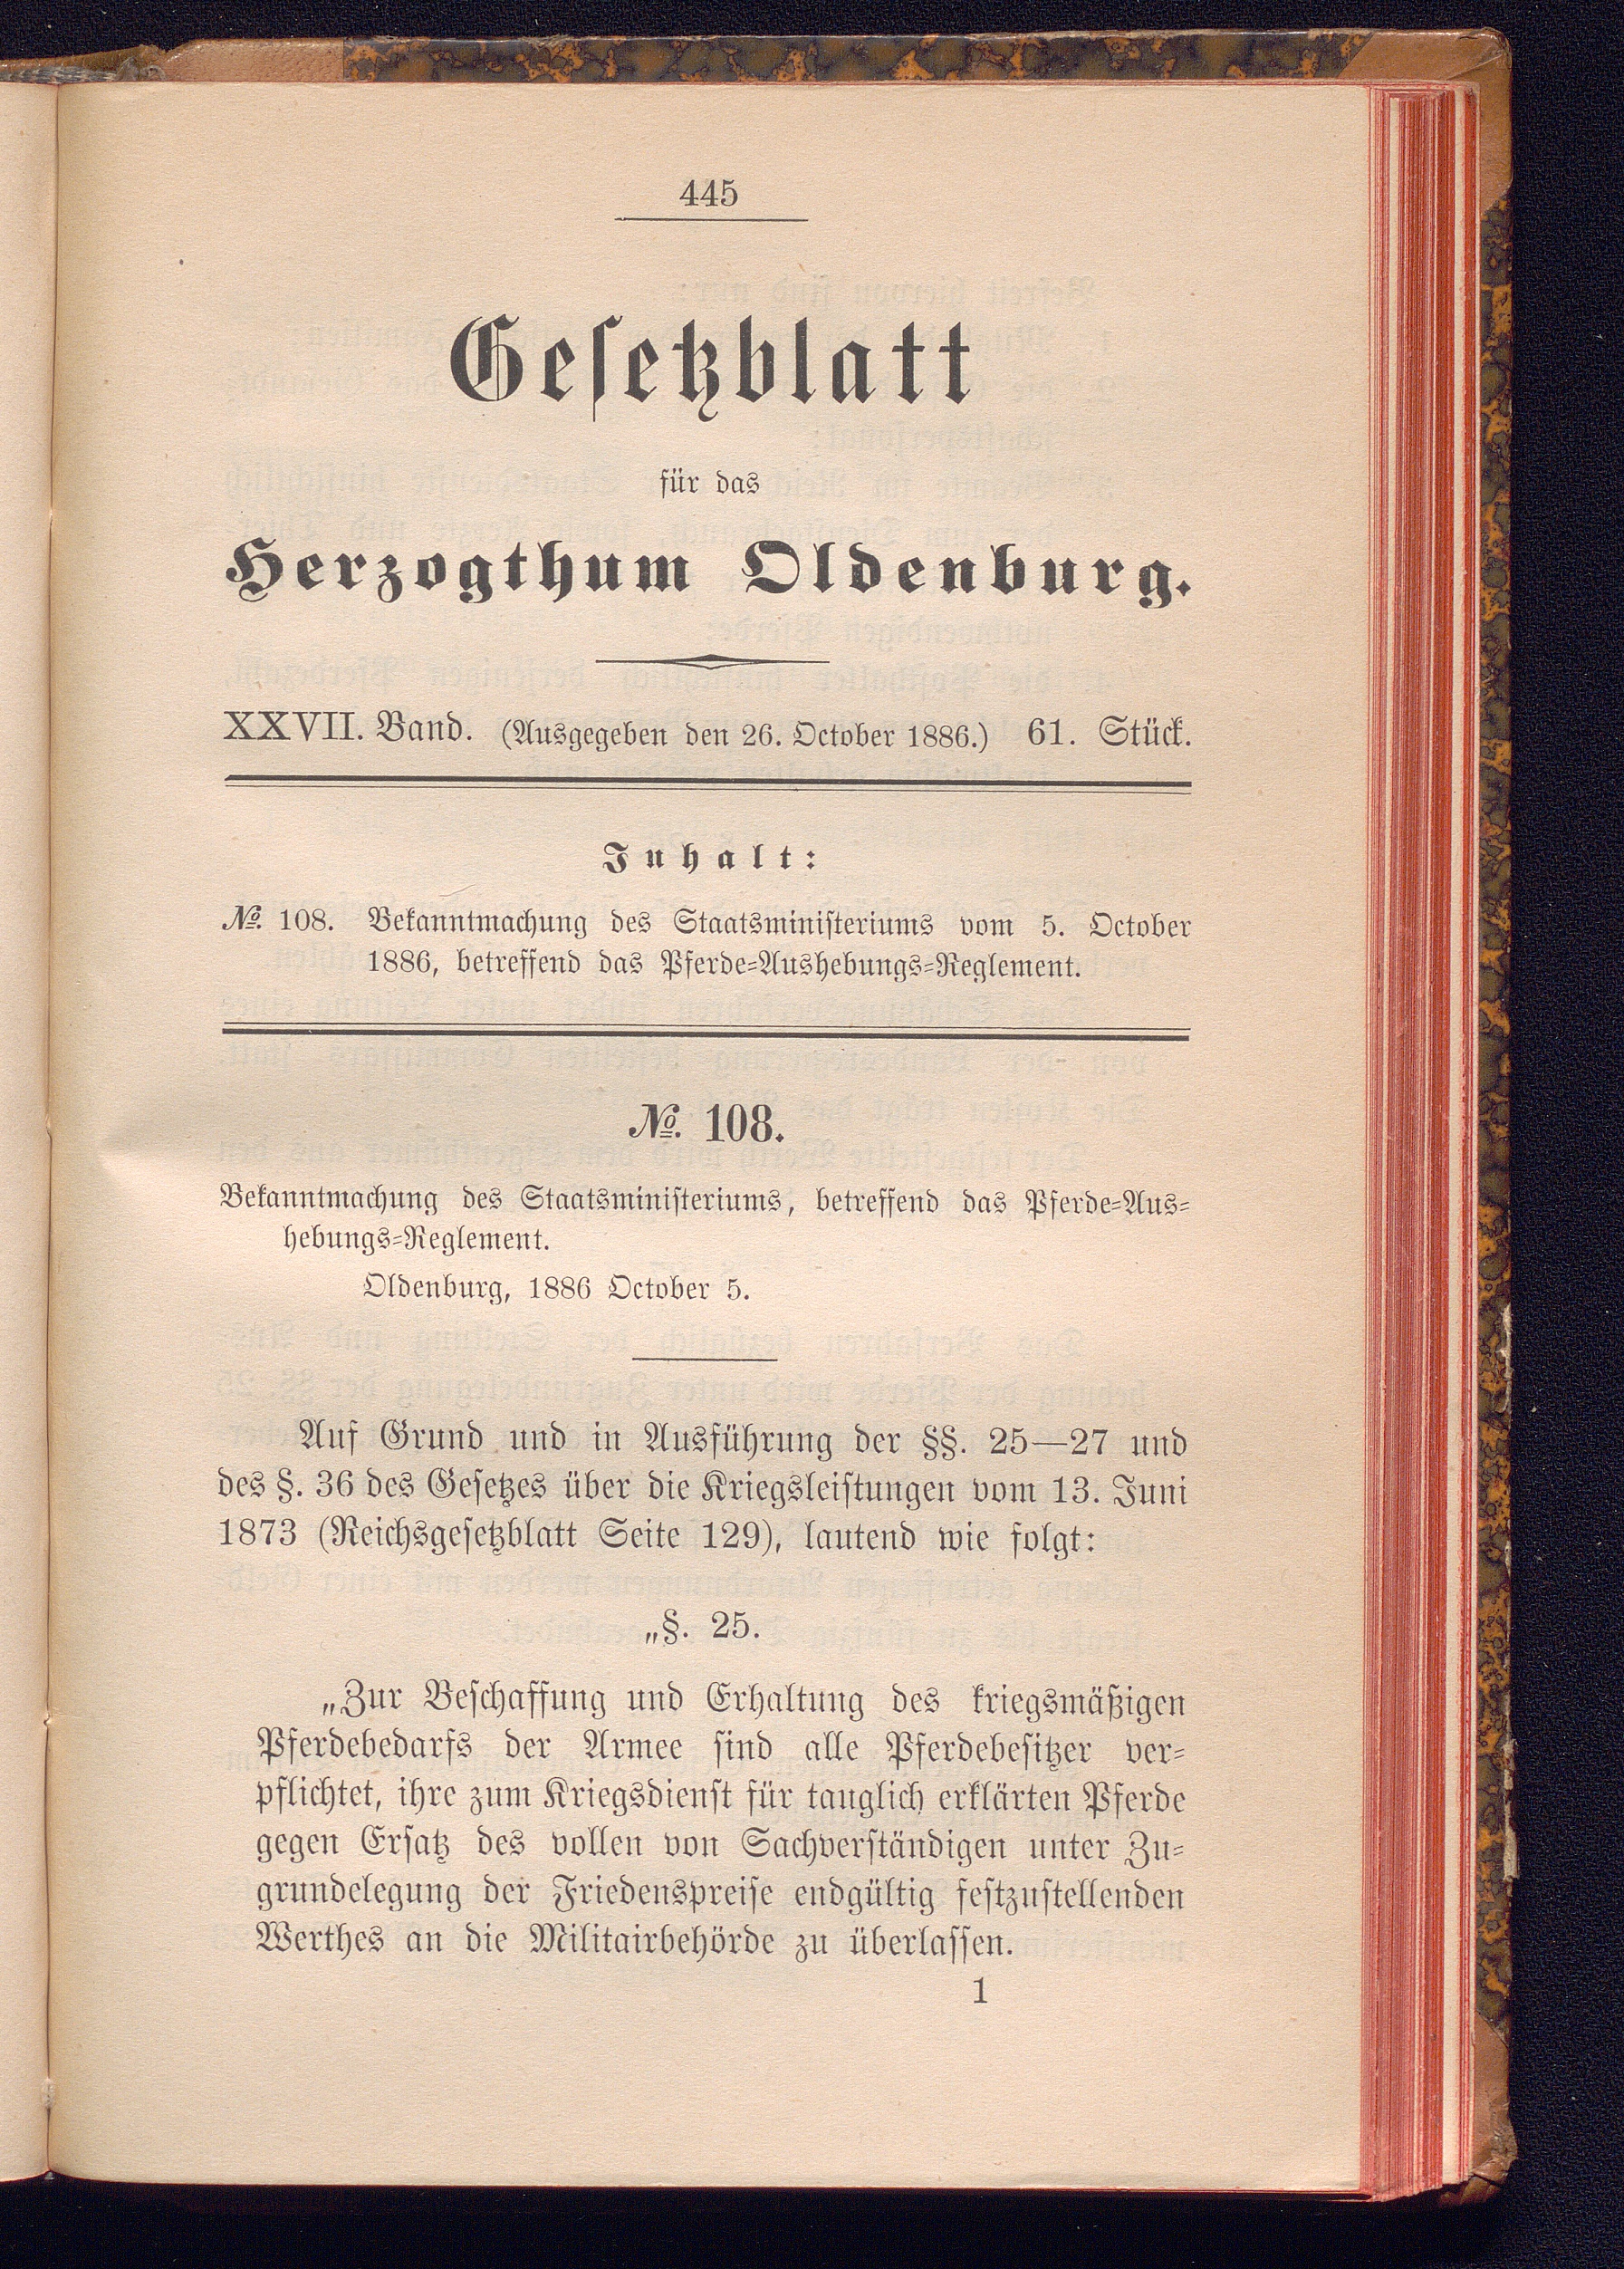 445
Gesetzblatt
für das
Herzogthum Oldenburg.
XXVII. Band. (Ausgegeben den 26. October 1886.) 61. Stück.
Inhalt:
№. 108. Bekanntmachung des Staatsministeriums vom 5. October
1886, betreffend das Pferde-Aushebungs-Reglement.
№. 108.
Bekanntmachung des Staatsministeriums, betreffend das Pferde-Aus-
hebungs-Reglement.
Oldenburg, 1886 October 5.
Auf Grund und in Ausführung der §§. 25—27 und
des §. 36 des Gesetzes über die Kriegsleistungen vom 13. Juni
1873 (Reichsgesetzblatt Seite 129), lautend wie folgt:
„§. 25.
„Zur Beschaffung und Erhaltung des kriegsmäßigen
Pferdebedarfs der Armee sind alle Pferdebesitzer ver-
pflichtet, ihre zum Kriegsdienst für tauglich erklärten Pferde
gegen Ersatz des vollen von Sachverständigen unter Zu-
grundelegung der Friedenspreise endgültig festzustellenden
Werthes an die Militairbehörde zu überlassen.
1